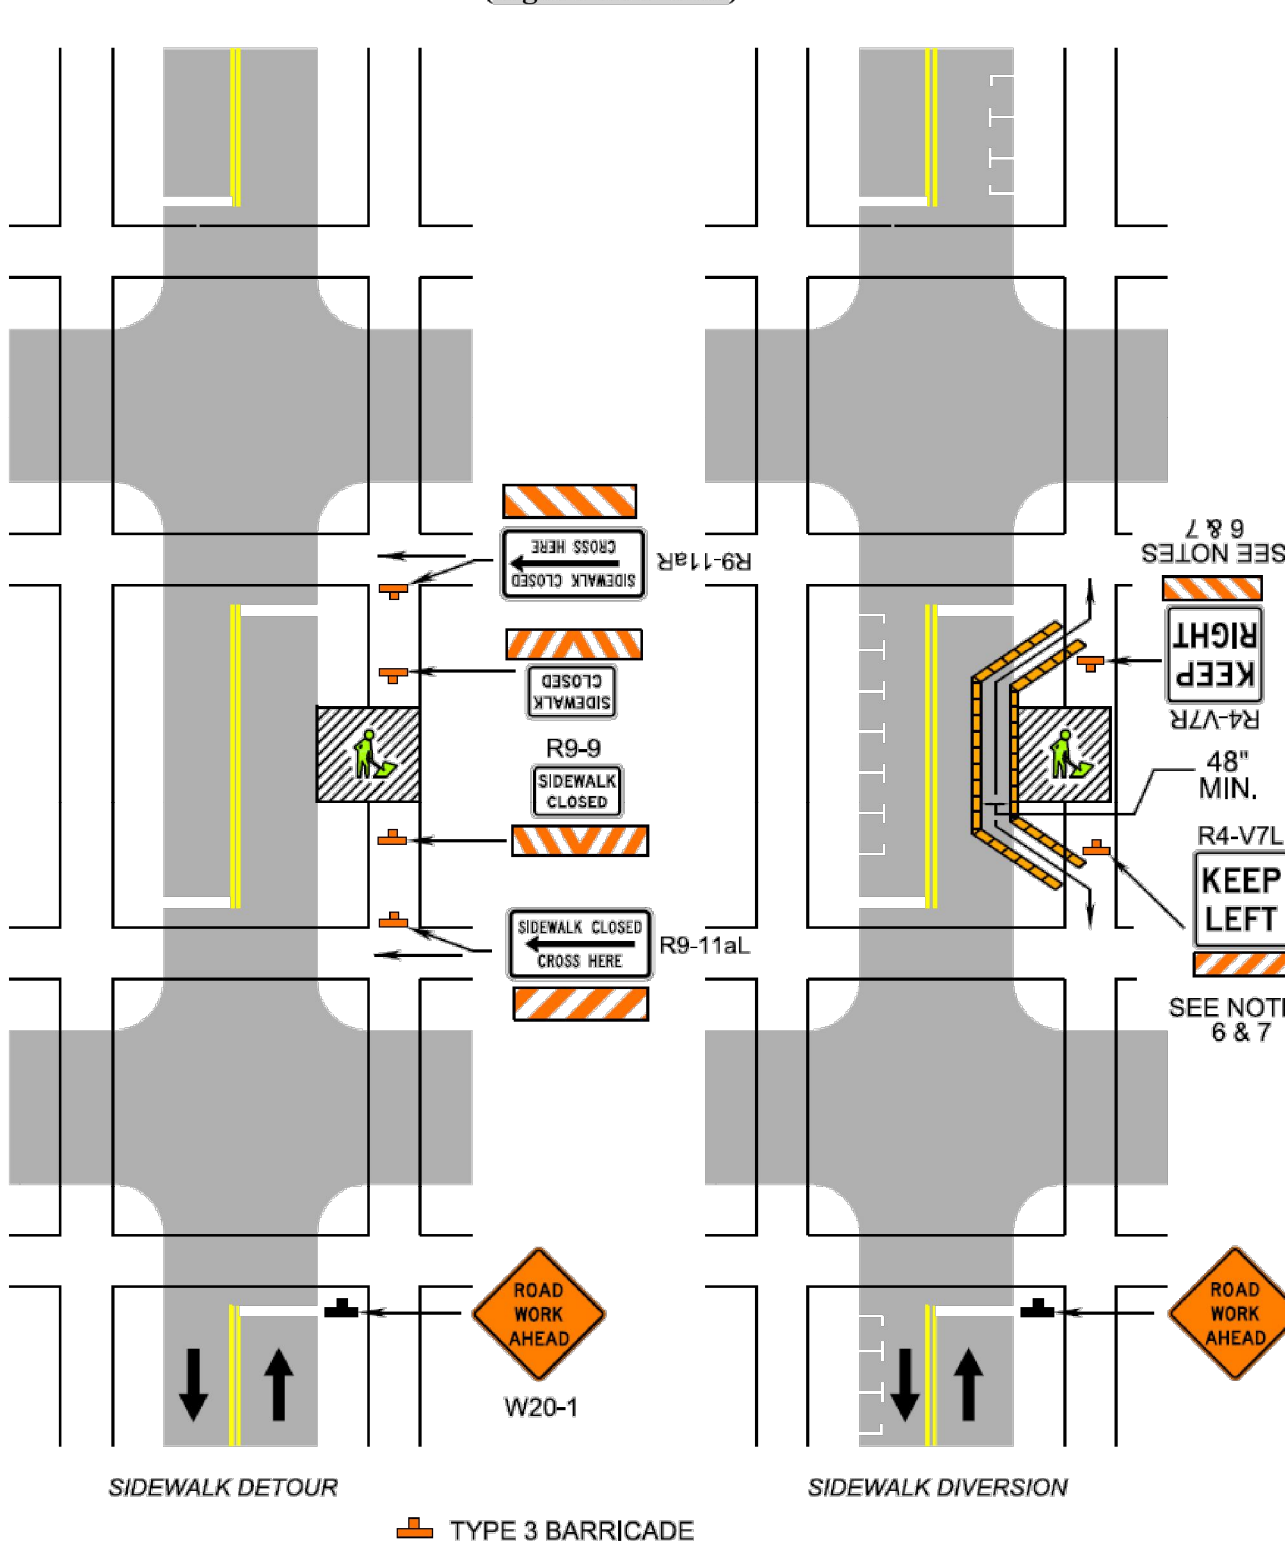 SIDEWALK CLOSED
CROSS HERE
R9-11aR
SIDEWALK
CLOSED
R9-9
SIDEWALK
CLOSED
SIDEWALK CLOSED
CROSS HERE
R9-11aL
ROAD
WORK
AHEAD
W20-1
SIDEWALK DETOUR
SEE NOTES
6 & 7
KEEP
RIGHT
R4-V7R
48"
MIN.
R4-V7L
KEEP
LEFT
SEE NOT
6 & 7
ROAD
WORK
AHEAD
SIDEWALK DIVERSION
TYPE 3 BARRICADE